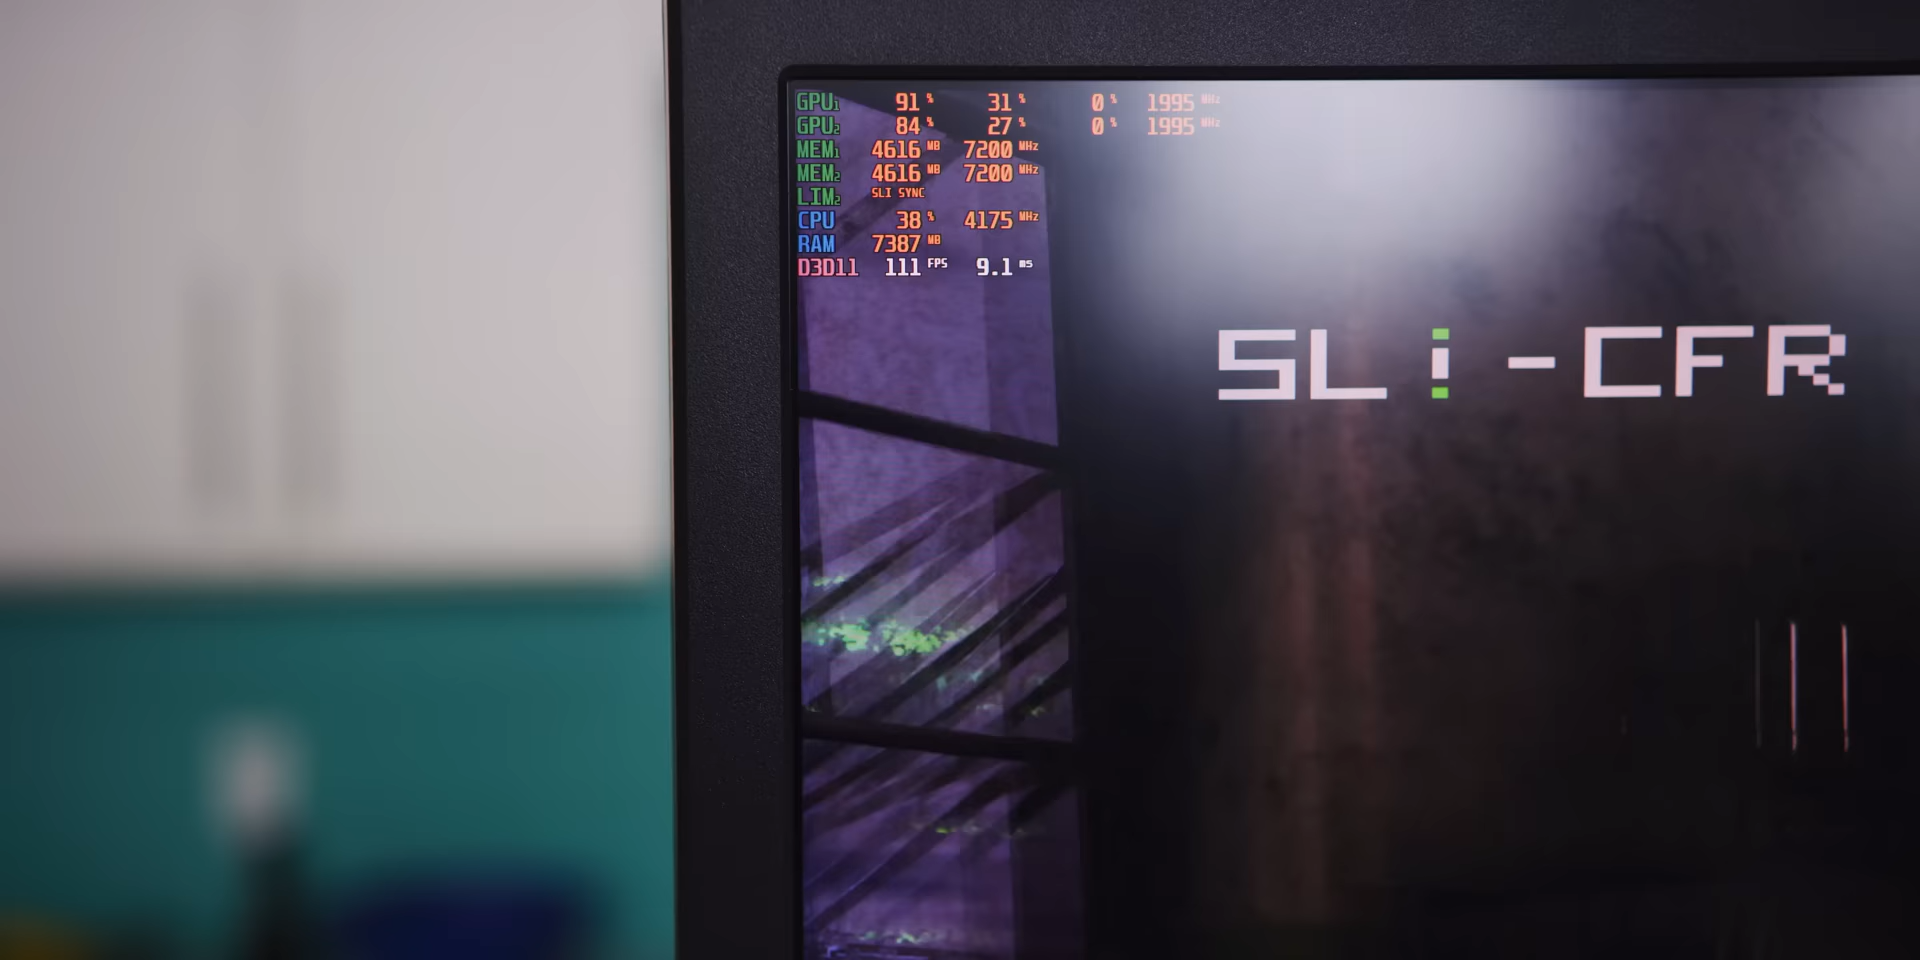 GPU1 91 % 31 % 0 % 1995 MHz
GPU2 84 % 27 % 0 % 1995 MHz
MEM1 4616 MB 7200 MHz
MEM2 4616 MB 7200 MHz
LIM2 SLI SYNC
CPU 38 % 4175 MHz
RAM 7387 MB
D3D11 111 FPS 9.1 ms
SLi-CFR